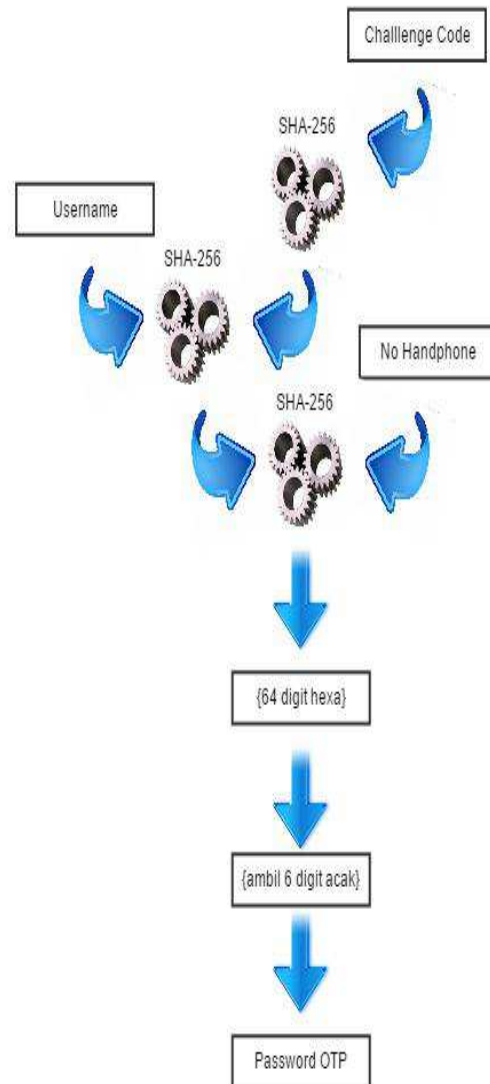 Challlenge Code
SHA-256
Username
SHA-256
No Handphone
SHA-256
{64 digit hexa}
{ambil 6 digit acak}
Password OTP